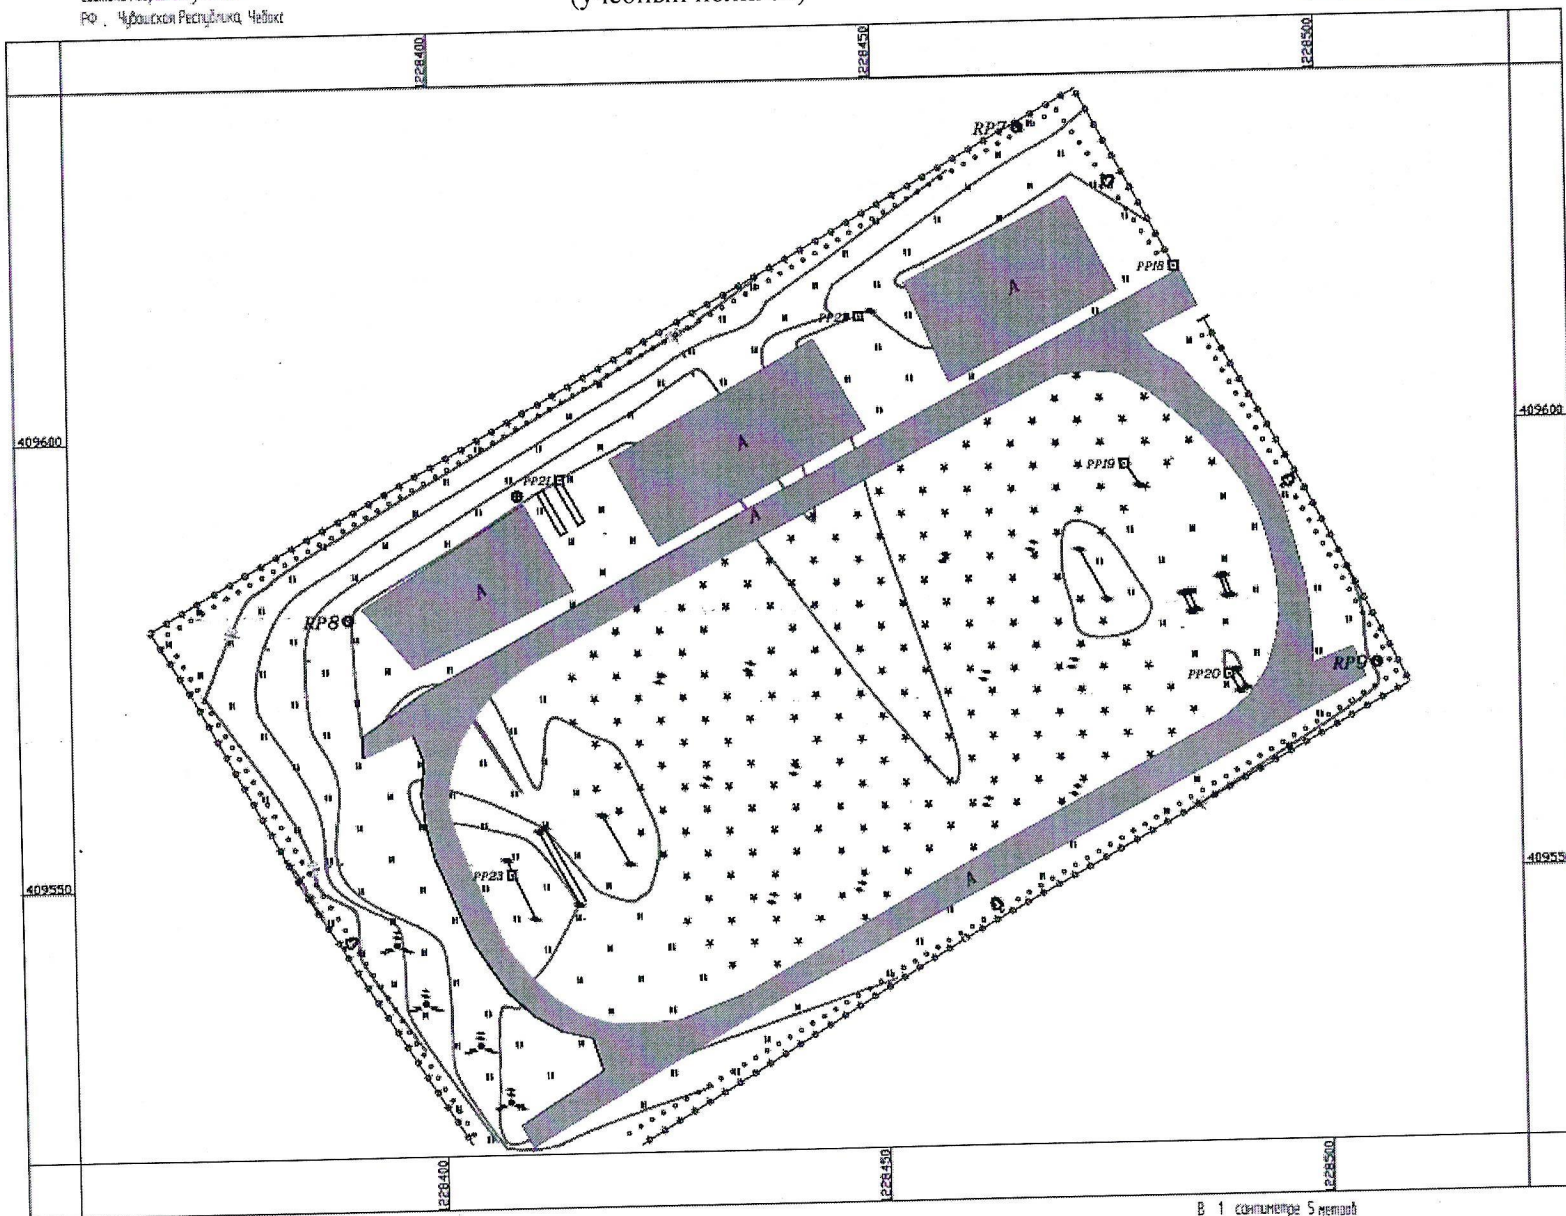 РФ , Чувашская Республика, Чебокс
1228400
1228450
1228500
RP7
PP18
PP22
A
A
409600
409600
PP19
PP21
A
A
RP8
RP9
PP20
PP23
A
409550
40955
1228400
1228450
1228500
В 1 сантиметре 5 метров